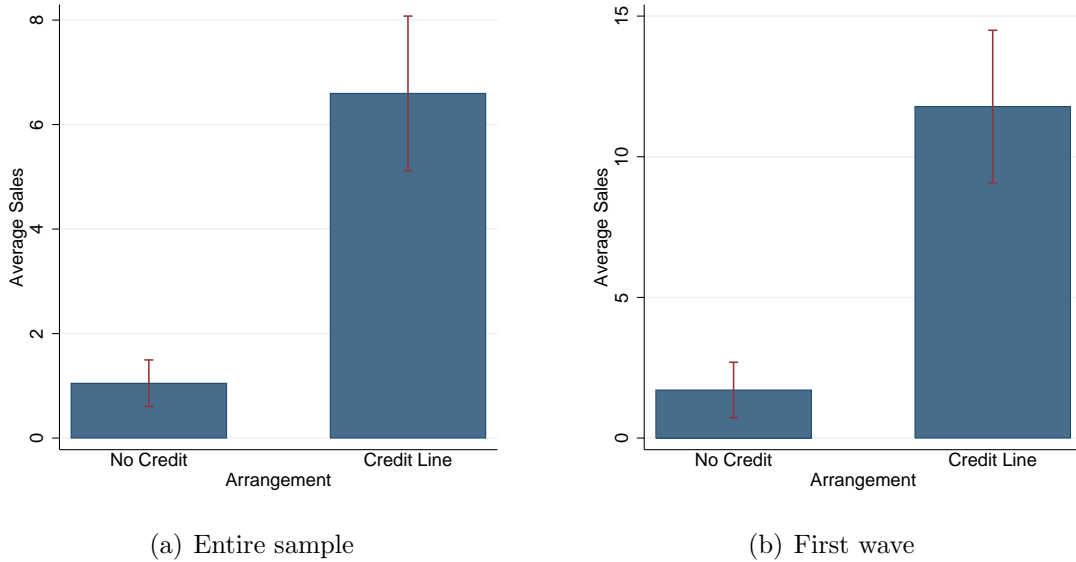 8
6
4
2
0
Average Sales
No Credit
Credit Line
Arrangement
(a) Entire sample
15
10
5
0
Average Sales
No Credit
Credit Line
Arrangement
(b) First wave